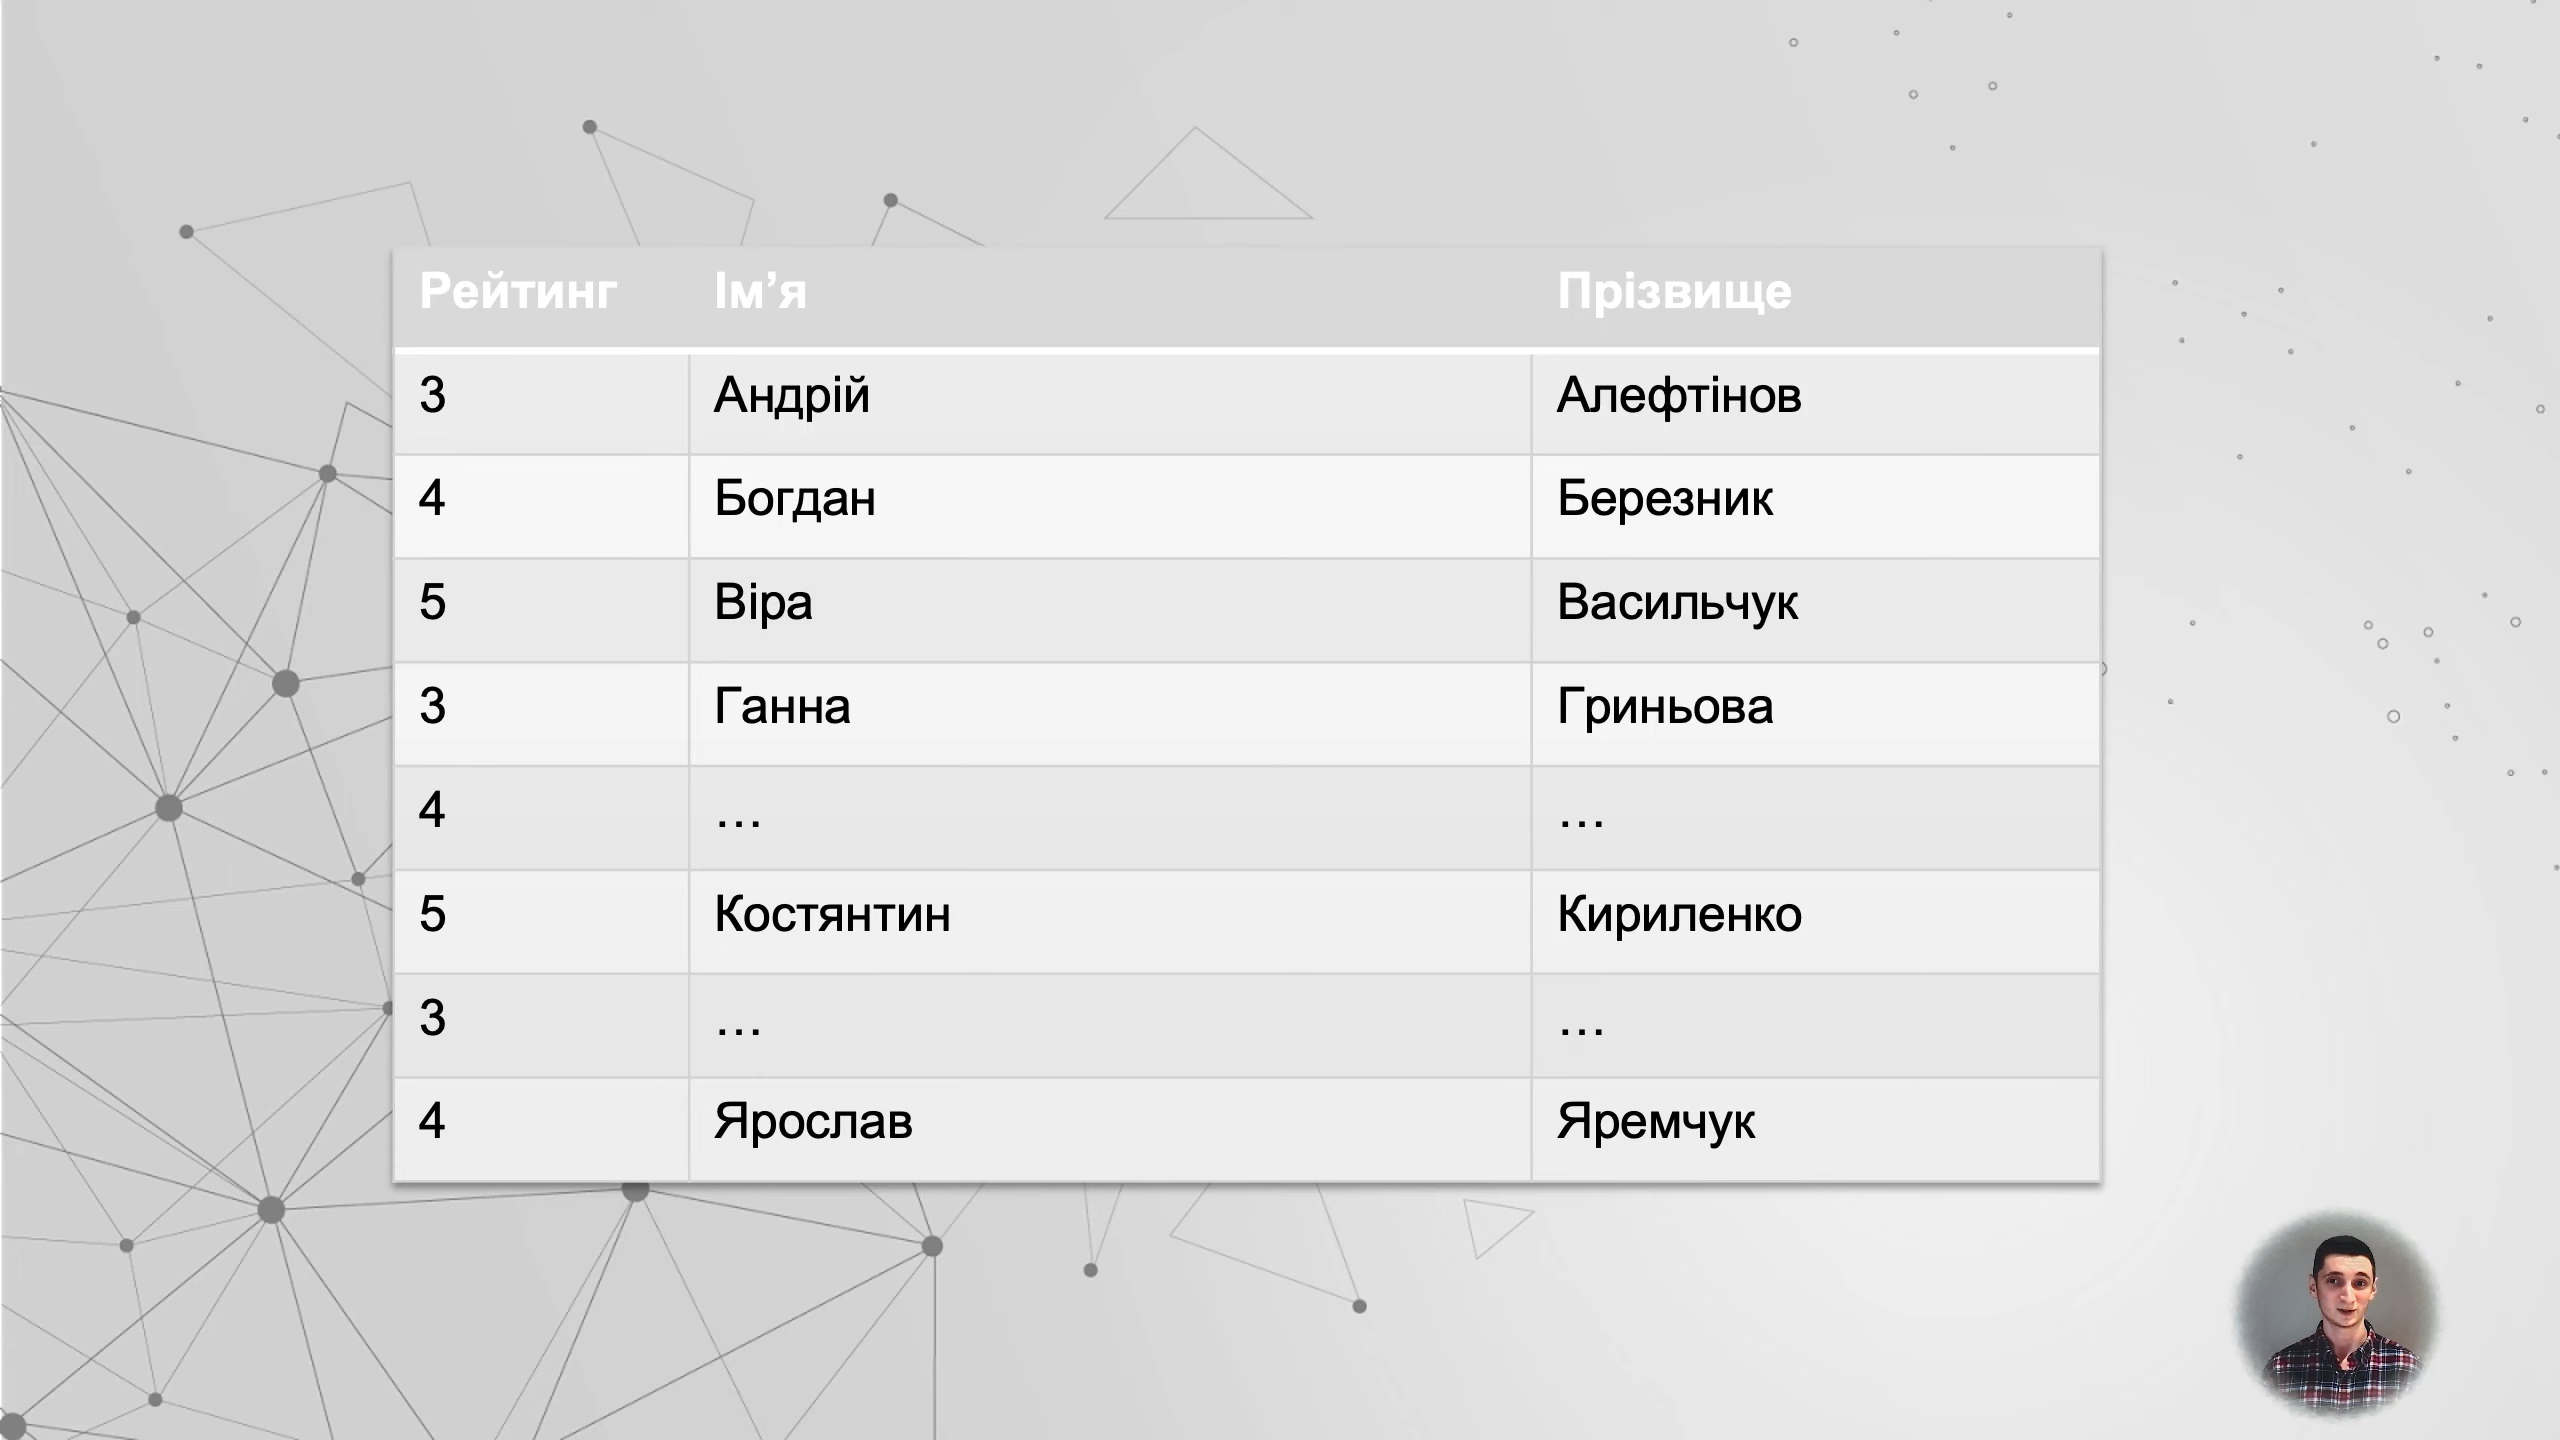 Рейтинг Ім’я Прізвище
3 Андрій Алефтінов
4 Богдан Березник
5 Віра Васильчук
3 Ганна Гриньова
4 … …
5 Костянтин Кириленко
3 … …
4 Ярослав Яремчук